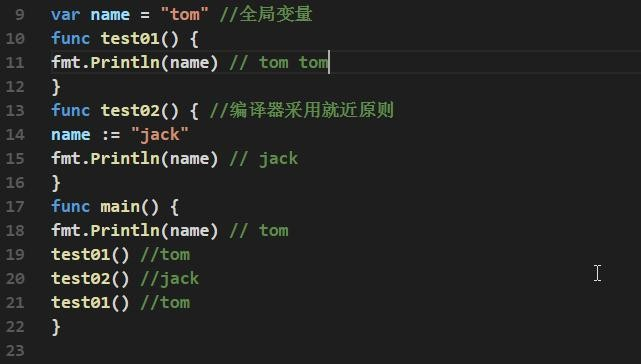 9 var name = "tom" //全局变量
10 func test01() {
11 fmt.Println(name) // tom tom
12 }
13 func test02() { //编译器采用就近原则
14 name := "jack"
15 fmt.Println(name) // jack
16 }
17 func main() {
18 fmt.Println(name) // tom
19 test01() //tom
20 test02() //jack
21 test01() //tom
22 }
23